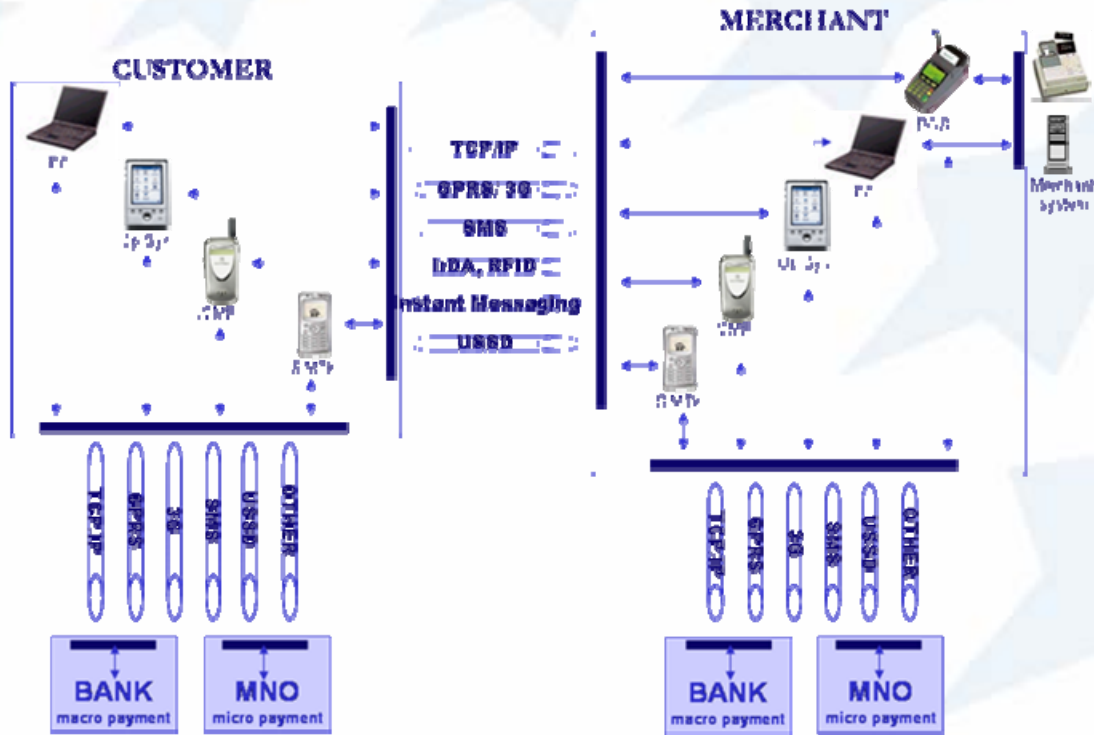 MERCHANT
CUSTOMER
TCP/IP
GPRS/ 3G
SMS
IrDA, RFID
Instant Messaging
USSD
Merchant
System
TCP/IP
GPRS
3G
SMS
USSD
OTHER
TCP/IP
GPRS
3G
SMS
USSD
OTHER
BANK
macro payment
MNO
micro payment
BANK
macro payment
MNO
micro payment